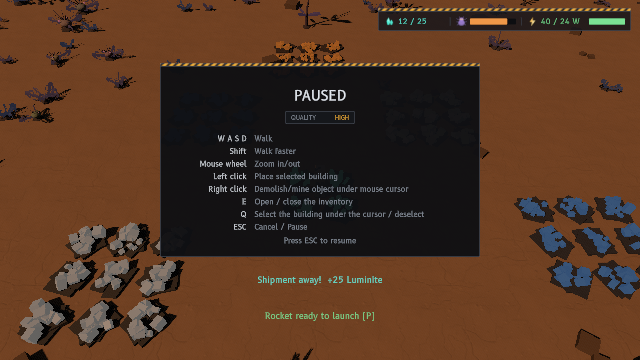 12 / 25
40 / 24 W
PAUSED
QUALITY HIGH
W A S D Walk
Shift Walk faster
Mouse wheel Zoom in/out
Left click Place selected building
Right click Demolish/mine object under mouse cursor
E Open / close the inventory
Q Select the building under the cursor / deselect
ESC Cancel / Pause
Press ESC to resume
Shipment away! +25 Luminite
Rocket ready to launch [P]